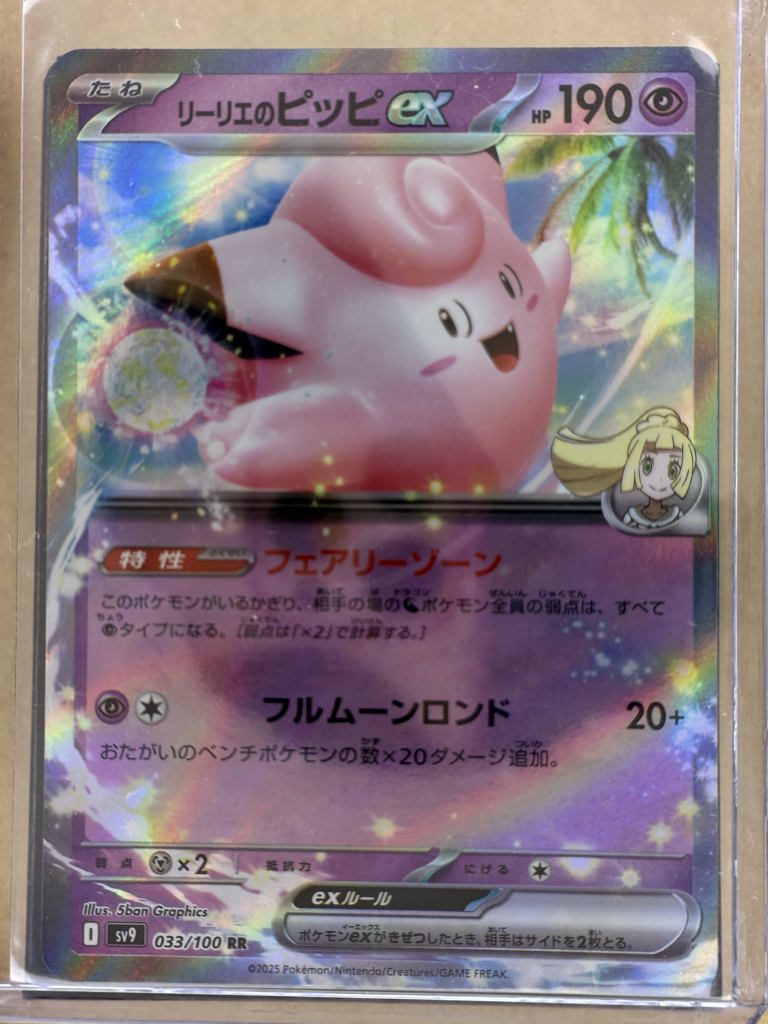 たね
リーリエのピッピex HP 190
特性 とくせい フェアリーゾーン
このポケモンがいるかぎり、相手の場のポケモン全員の弱点は、すべて
タイプになる。[弱点は「×2」で計算する。]
フルムーンロンド 20+
おたがいのベンチポケモンの数×20ダメージ追加。
弱点 ×2 抵抗力 にげる
exルール
ポケモンexがきぜつしたとき、相手はサイドを2枚とる。
Illus. 5ban Graphics
I sv9 033/100 RR
©2025 Pokémon/Nintendo/Creatures/GAME FREAK.